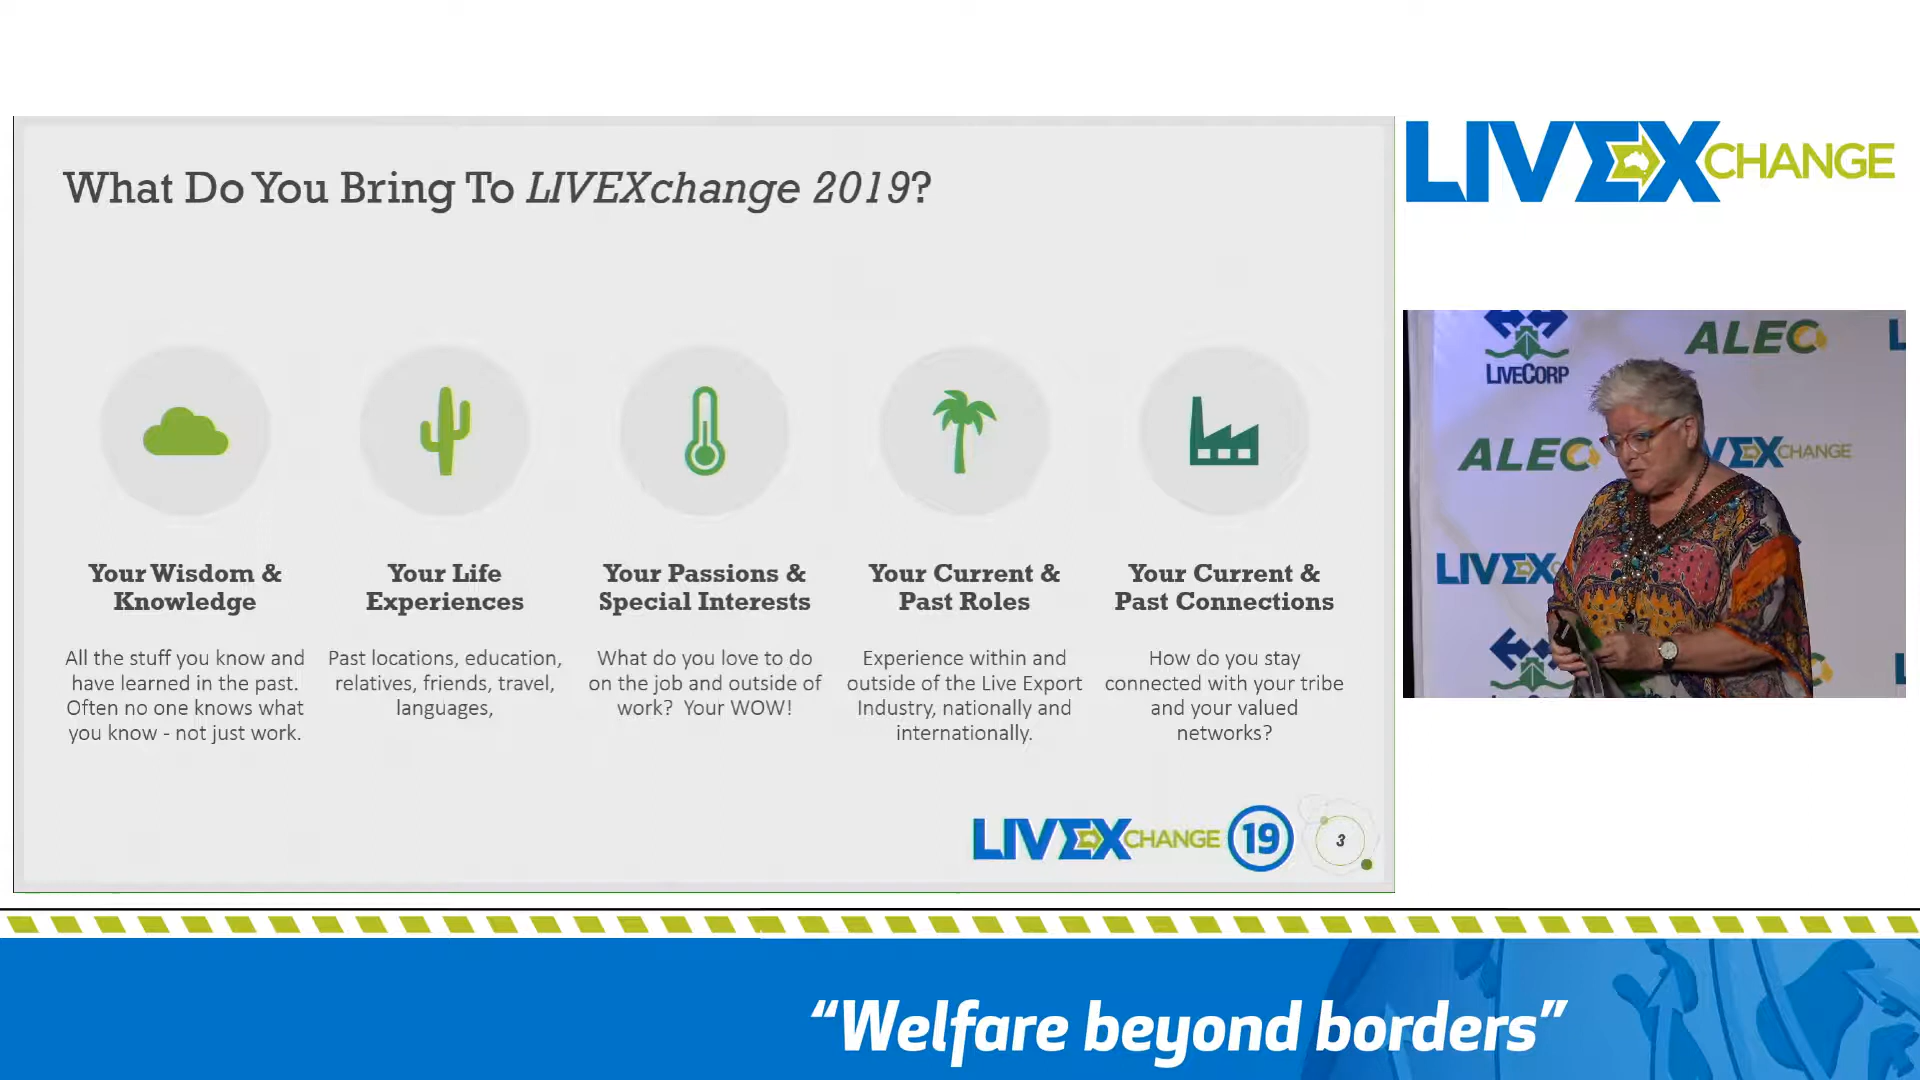 What Do You Bring To LIVEXchange 2019?
LIVEXCHANGE
LIVECORP
ALEC
L
ALEC
LIVEXCHANGE
LIVEX
L
Your Wisdom &
Knowledge
All the stuff you know and
have learned in the past.
Often no one knows what
you know - not just work.
Your Life
Experiences
Past locations, education,
relatives, friends, travel,
languages,
Your Passions &
Special Interests
What do you love to do
on the job and outside of
work?  Your WOW!
Your Current &
Past Roles
Experience within and
outside of the Live Export
Industry, nationally and
internationally.
Your Current &
Past Connections
How do you stay
connected with your tribe
and your valued
networks?
LIVEXCHANGE 19
3
“Welfare beyond borders”